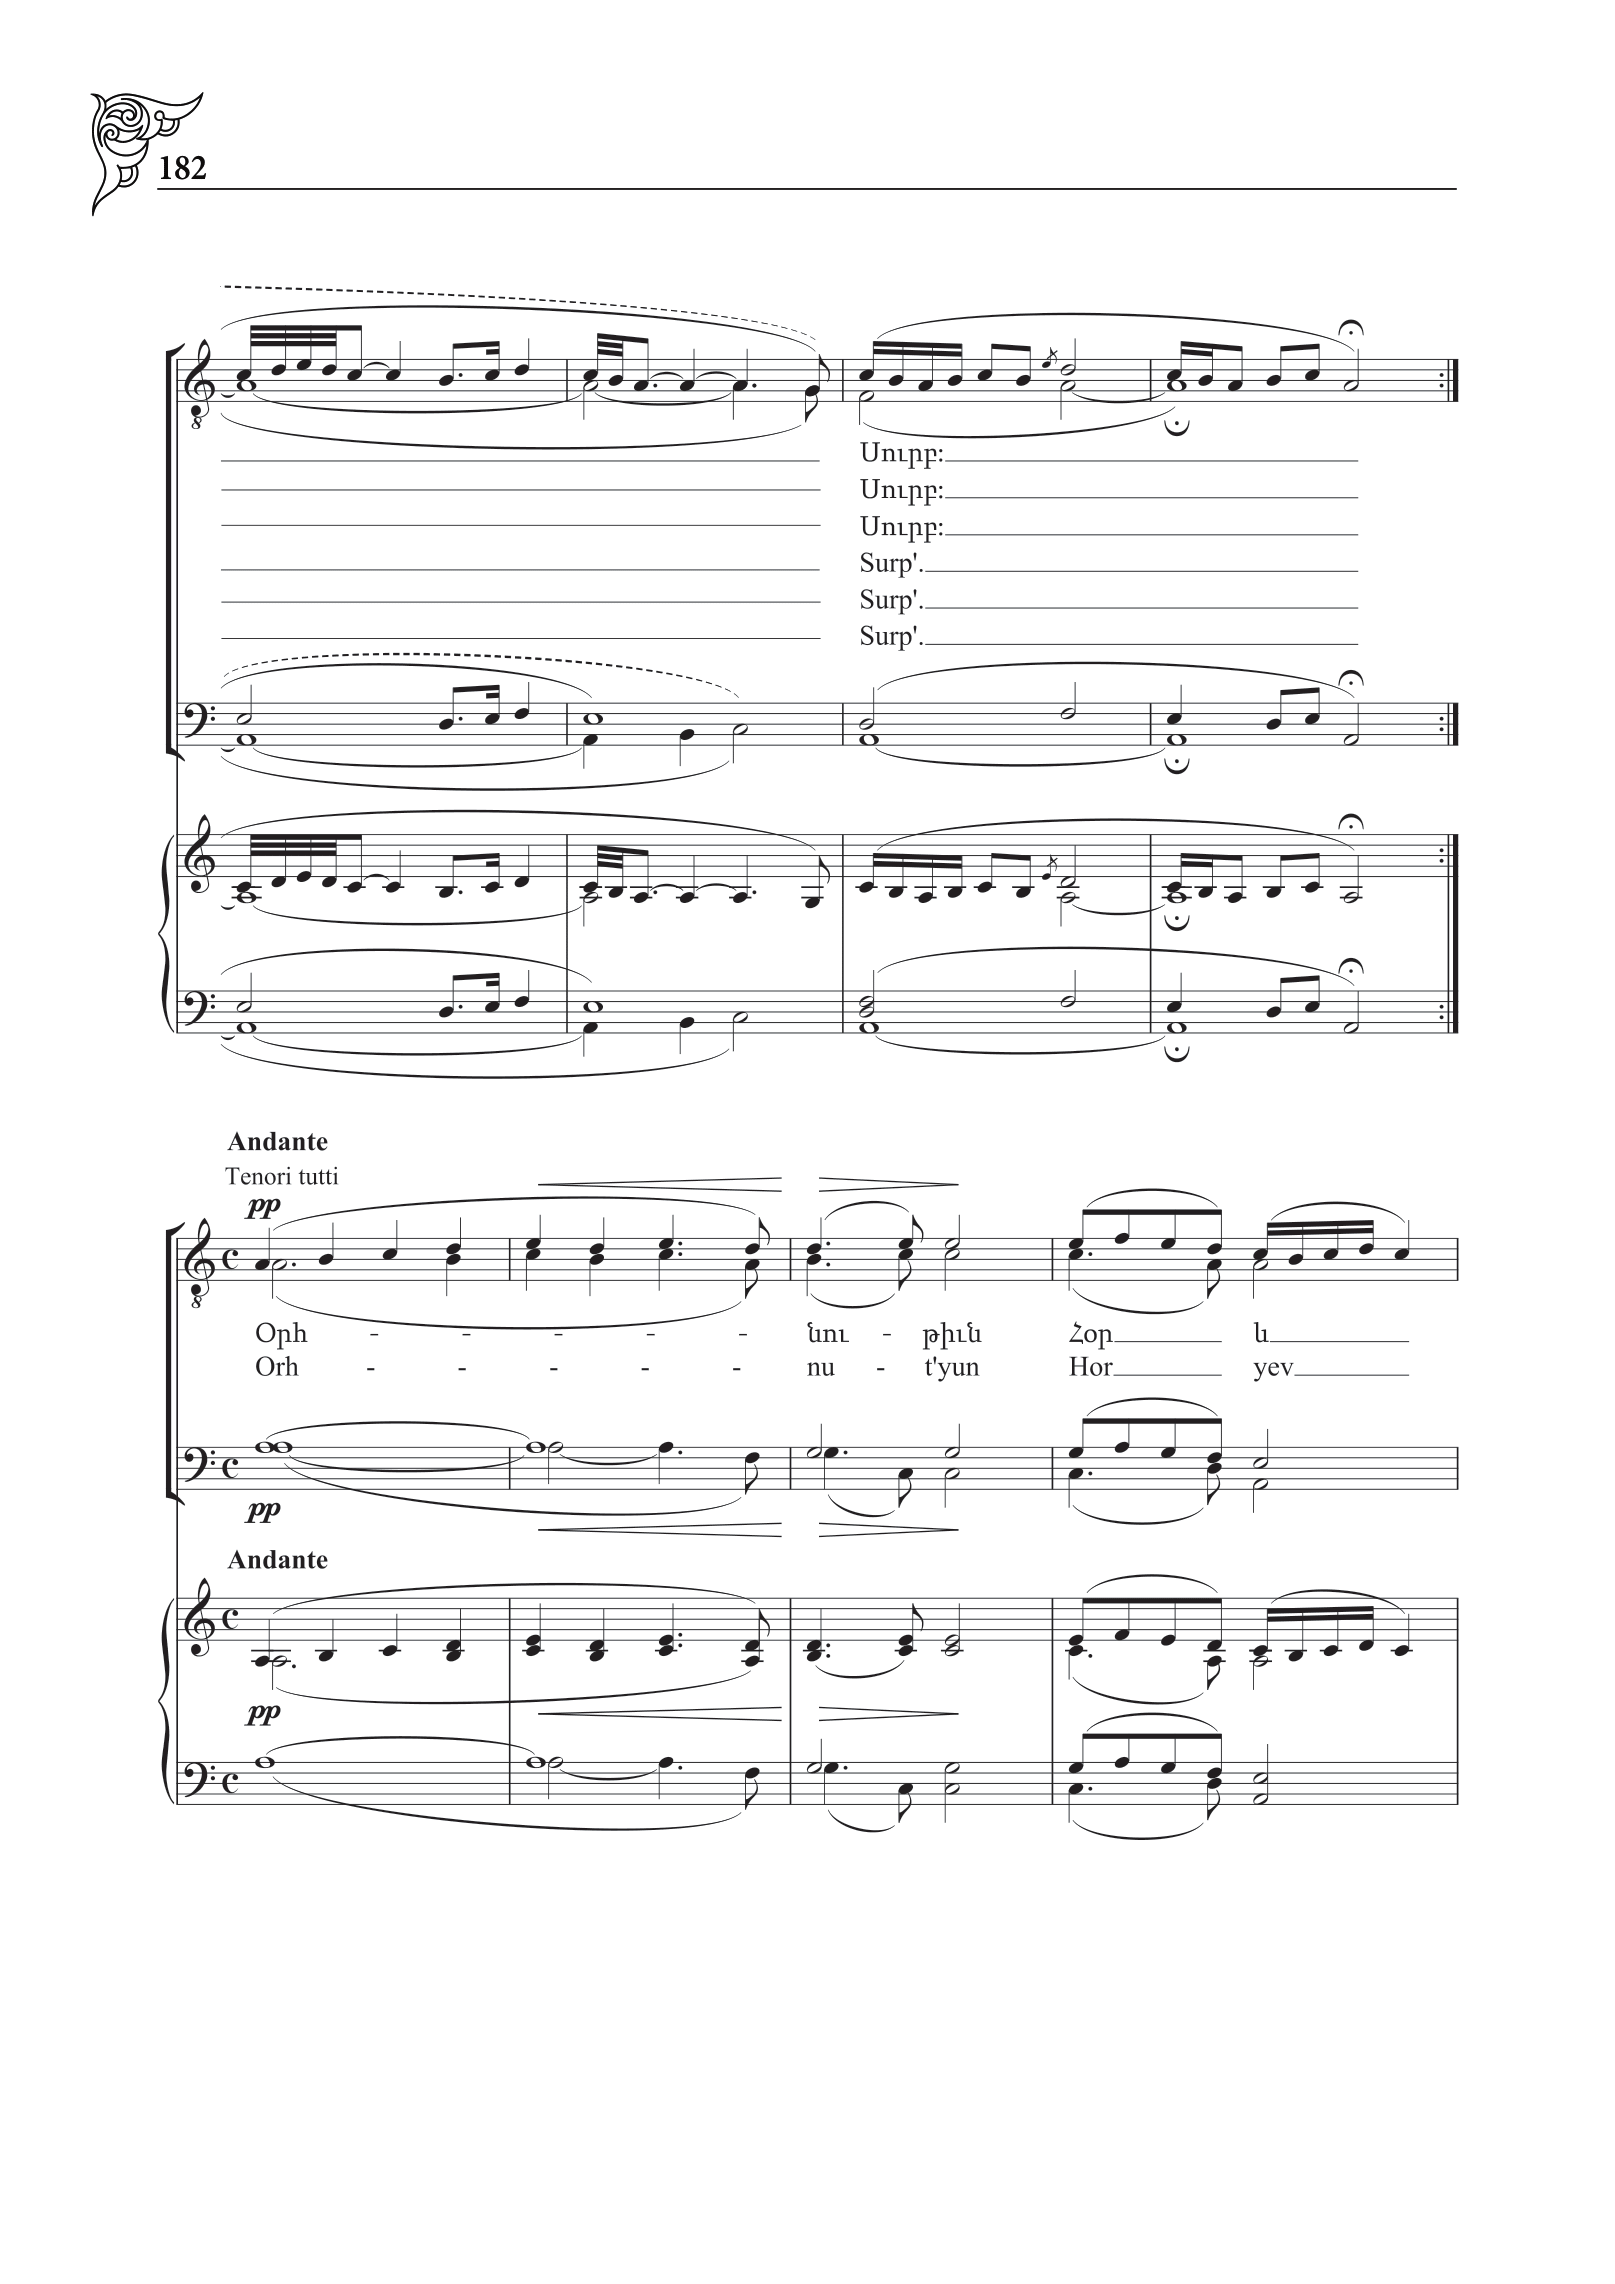 182
Սուրբ:
Սուրբ:
Սուրբ:
Surp'.
Surp'.
Surp'.
Andante
Tenori tutti
pp
Օրհ - - - - - նու - թիւն Հօր և
Orh - - - - - nu - t'yun Hor yev
pp
Andante
pp